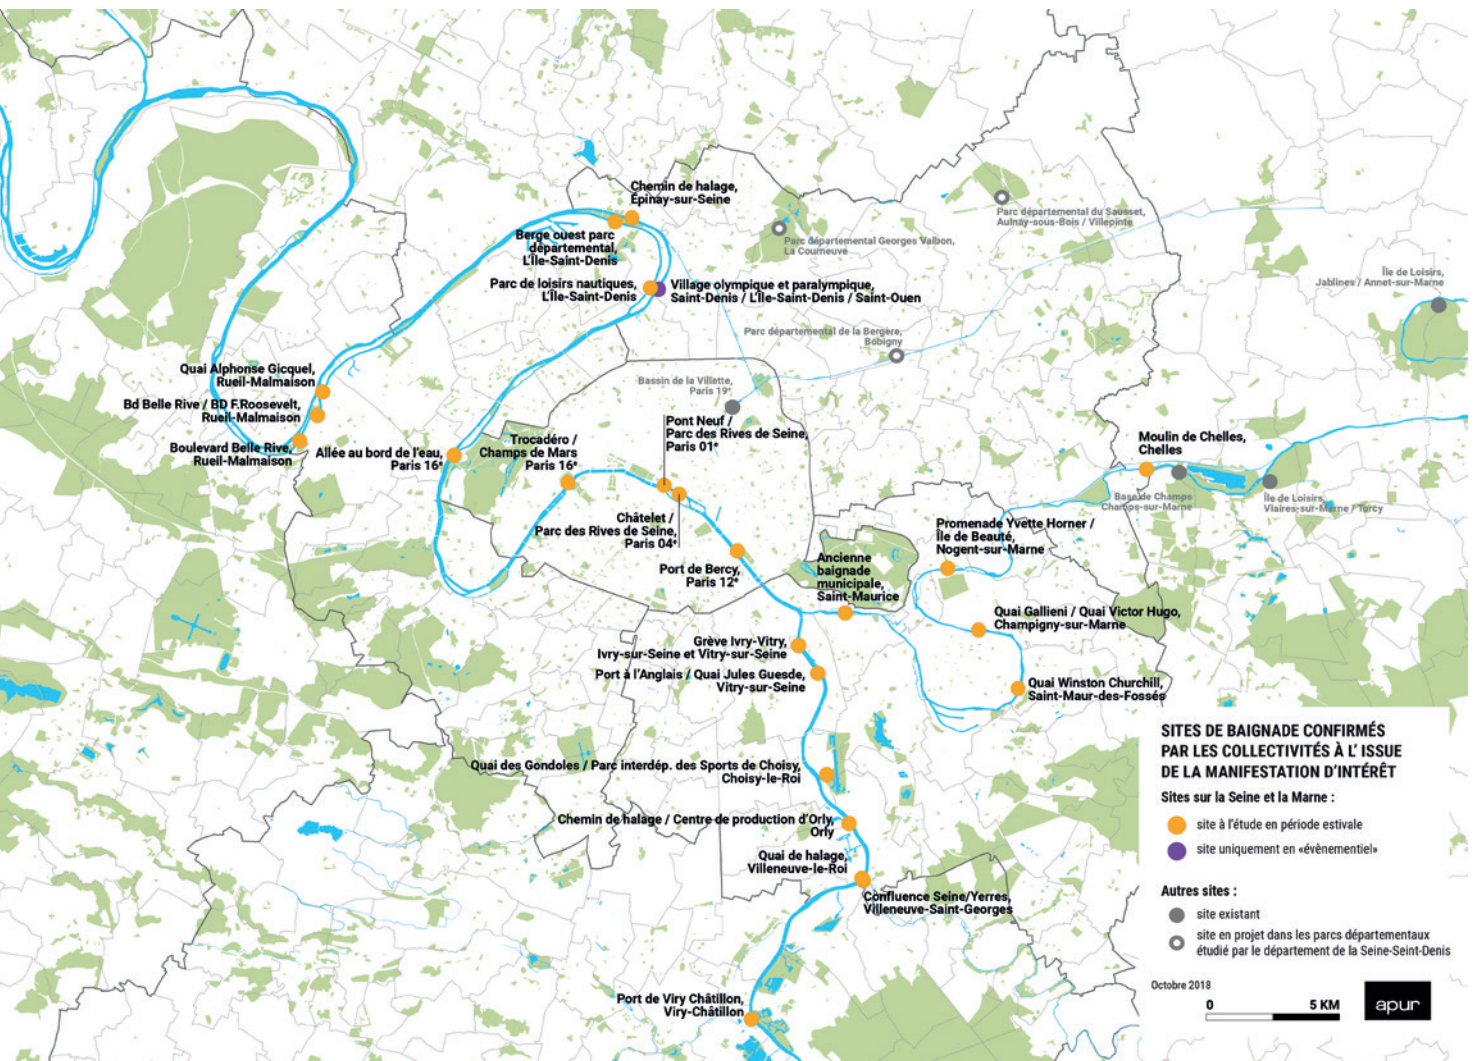 Chemin de halage,
Épinay-sur-Seine
Berge ouest parc
départemental,
L'Île-Saint-Denis
Parc de loisirs nautiques,
L'Île-Saint-Denis
Village olympique et paralympique,
Saint-Denis / L'Île-Saint-Denis / Saint-Ouen
Parc départemental Georges Valbon,
La Courneuve
Parc départemental du Sausset,
Aulnay-sous-Bois / Villepinte
Île de Loisirs,
Jablines / Annet-sur-Marne
Parc départemental de la Bergère,
Bobigny
Quai Alphonse Gicquel,
Rueil-Malmaison
Bd Belle Rive / BD F.Roosevelt,
Rueil-Malmaison
Boulevard Belle Rive,
Rueil-Malmaison
Bassin de la Villette,
Paris 19e
Allée au bord de l'eau,
Paris 16e
Trocadéro /
Champs de Mars
Paris 16e
Pont Neuf /
Parc des Rives de Seine,
Paris 01e
Châtelet /
Parc des Rives de Seine,
Paris 04e
Port de Bercy,
Paris 12e
Moulin de Chelles,
Chelles
Base de Champs
Champs-sur-Marne
Île de Loisirs,
Vlaires-sur-Marne / Torcy
Promenade Yvette Horner /
Île de Beauté,
Nogent-sur-Marne
Ancienne
baignade
municipale,
Saint-Maurice
Quai Gallieni / Quai Victor Hugo,
Champigny-sur-Marne
Grève Ivry-Vitry,
Ivry-sur-Seine et Vitry-sur-Seine
Port à l'Anglais / Quai Jules Guesde,
Vitry-sur-Seine
Quai Winston Churchill,
Saint-Maur-des-Fossés
Quai des Gondoles / Parc interdép. des Sports de Choisy,
Choisy-le-Roi
Chemin de halage / Centre de production d'Orly,
Orly
Quai de halage,
Villeneuve-le-Roi
Confluence Seine/Yerres,
Villeneuve-Saint-Georges
Port de Viry Châtillon,
Viry-Châtillon
SITES DE BAIGNADE CONFIRMÉS
PAR LES COLLECTIVITÉS À L' ISSUE
DE LA MANIFESTATION D'INTÉRÊT
Sites sur la Seine et la Marne :
site à l'étude en période estivale
site uniquement en «évènementiel»
Autres sites :
site existant
site en projet dans les parcs départementaux
étudié par le département de la Seine-Saint-Denis
Octobre 2018
0 5 KM
apur